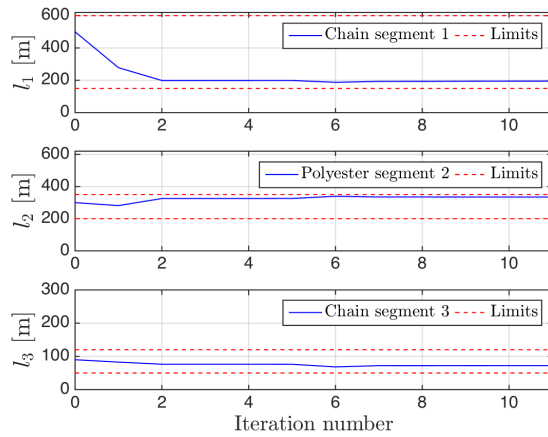 600
400
200
0
l1 [m]
Chain segment 1
Limits
0 2 4 6 8 10
600
400
200
0
l2 [m]
Polyester segment 2
Limits
0 2 4 6 8 10
300
200
100
0
l3 [m]
Chain segment 3
Limits
0 2 4 6 8 10
Iteration number